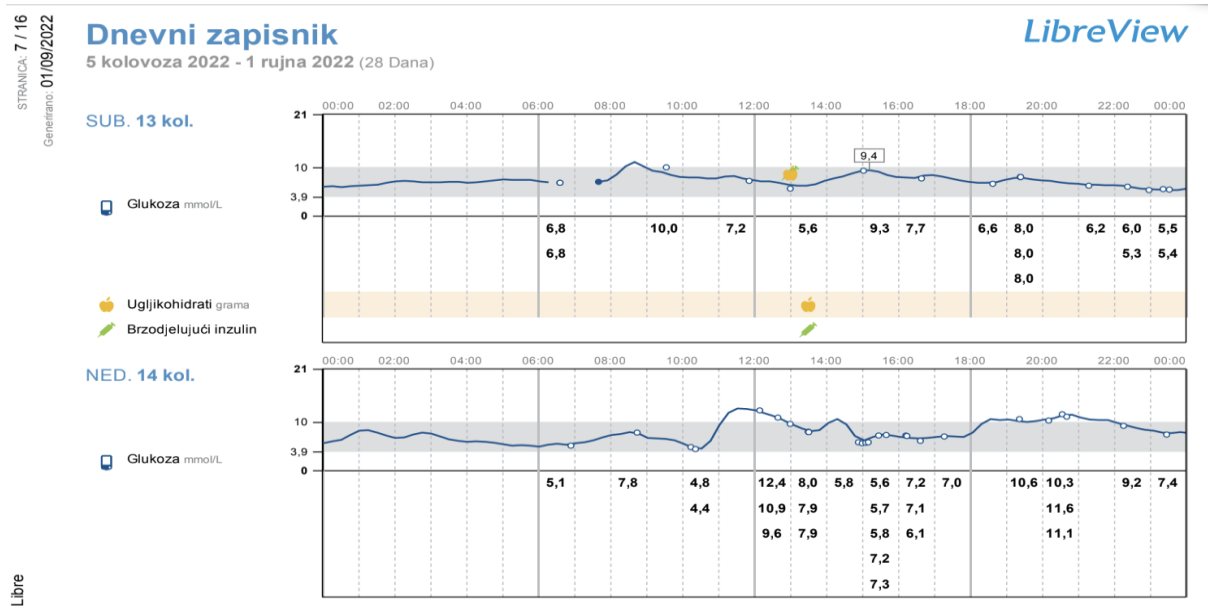 STRANICA: 7 / 16
Generirano: 01/09/2022
Dnevni zapisnik
LibreView
5 kolovoza 2022 - 1 rujna 2022 (28 Dana)
00:00 02:00 04:00 06:00 08:00 10:00 12:00 14:00 16:00 18:00 20:00 22:00 00:00
SUB. 13 kol.
21
9,4
10
3,9
0
Glukoza mmol/L
6,8 10,0 7,2 5,6 9,3 7,7 6,6 8,0 6,2 6,0 5,5
6,8 8,0 5,3 5,4
8,0
Ugljikohidrati grama
Brzodjelujući inzulin
00:00 02:00 04:00 06:00 08:00 10:00 12:00 14:00 16:00 18:00 20:00 22:00 00:00
NED. 14 kol.
21
10
3,9
0
Glukoza mmol/L
5,1 7,8 4,8 12,4 8,0 5,8 5,6 7,2 7,0 10,6 10,3 9,2 7,4
4,4 10,9 7,9 5,7 7,1 11,6
9,6 7,9 5,8 6,1 11,1
7,2
7,3
Libre